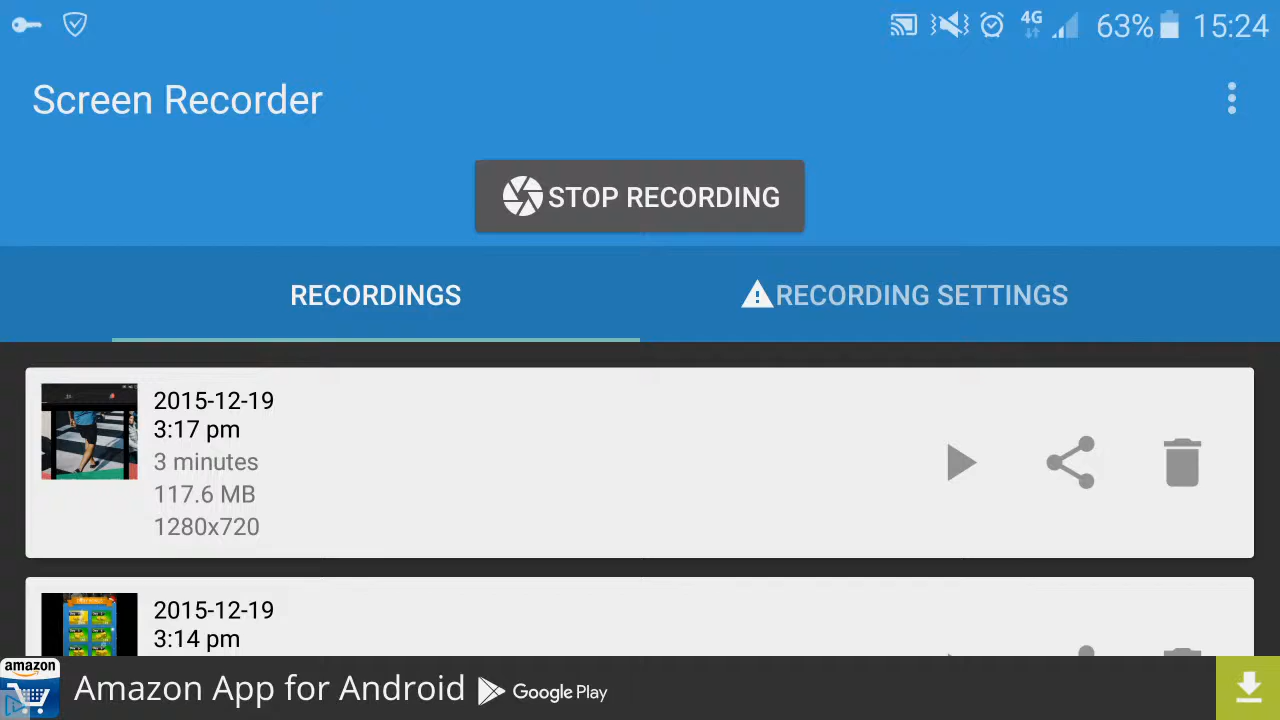 4G 63% 15:24
Screen Recorder
STOP RECORDING
RECORDINGS
RECORDING SETTINGS
2015-12-19
3:17 pm
3 minutes
117.6 MB
1280x720
2015-12-19
3:14 pm
amazon
Amazon App for Android Google Play